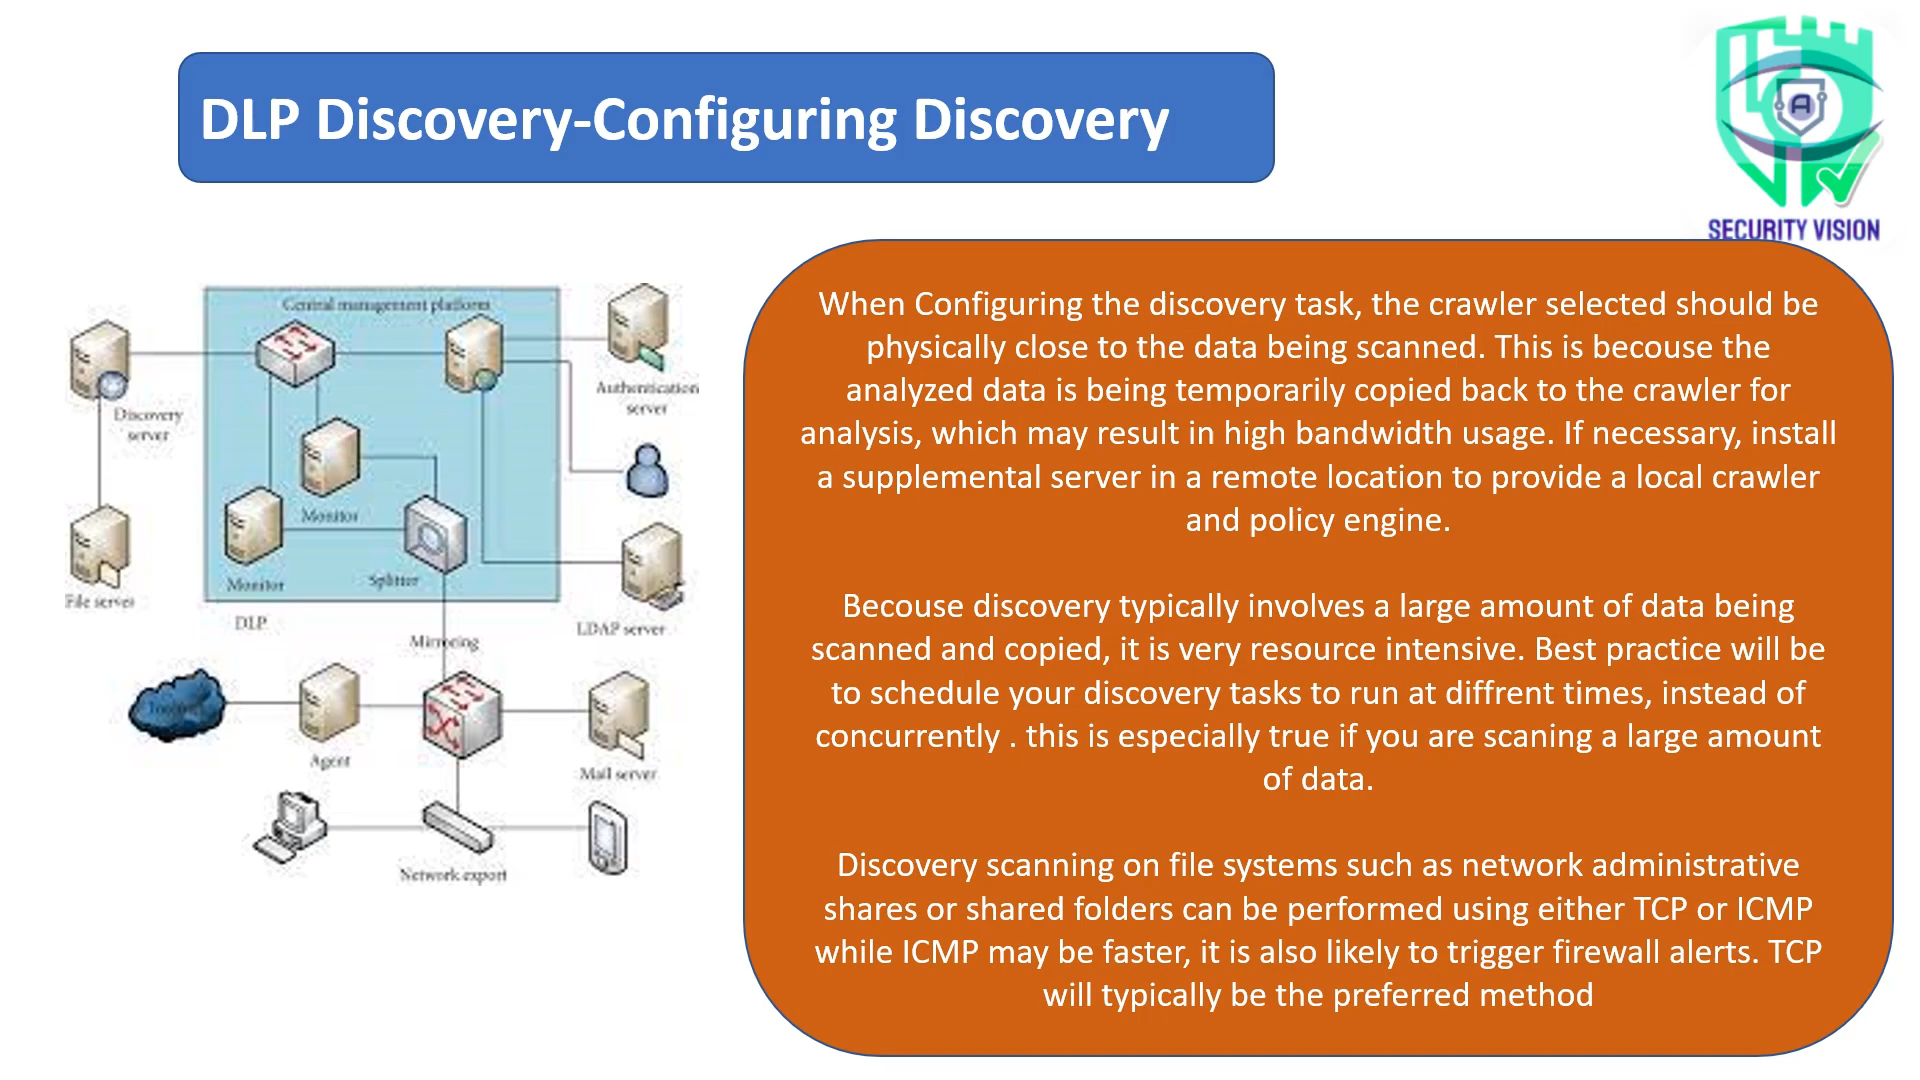 DLP Discovery-Configuring Discovery
A
SECURITY VISION
When Configuring the discovery task, the crawler selected should be
physically close to the data being scanned. This is becouse the
analyzed data is being temporarily copied back to the crawler for
analysis, which may result in high bandwidth usage. If necessary, install
a supplemental server in a remote location to provide a local crawler
and policy engine.
Becouse discovery typically involves a large amount of data being
scanned and copied, it is very resource intensive. Best practice will be
to schedule your discovery tasks to run at diffrent times, instead of
concurrently . this is especially true if you are scaning a large amount
of data.
Discovery scanning on file systems such as network administrative
shares or shared folders can be performed using either TCP or ICMP
while ICMP may be faster, it is also likely to trigger firewall alerts. TCP
will typically be the preferred method
Central management platform
Discovery
server
Authentication
server
Monitor
Monitor
Splitter
File server
DLP
LDAP server
Mirroring
Agent
Mail server
Network export